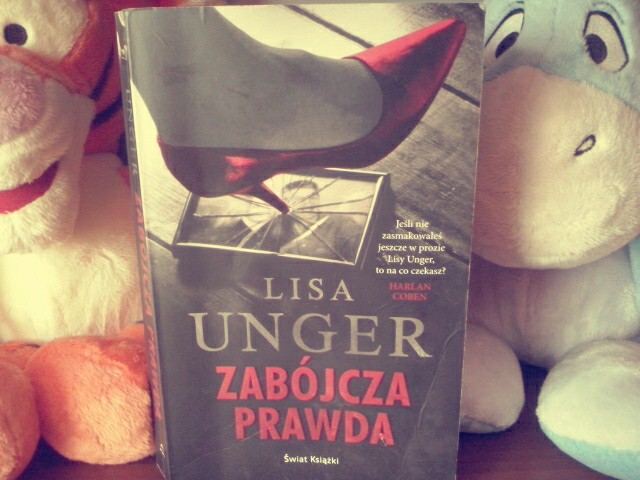 Jeśli nie
zasmakowałeś
jeszcze w prozie
Lisy Unger,
to na co czekasz?
HARLAN
COBEN
LISA
UNGER
ZABÓJCZA
PRAWDA
Świat Książki